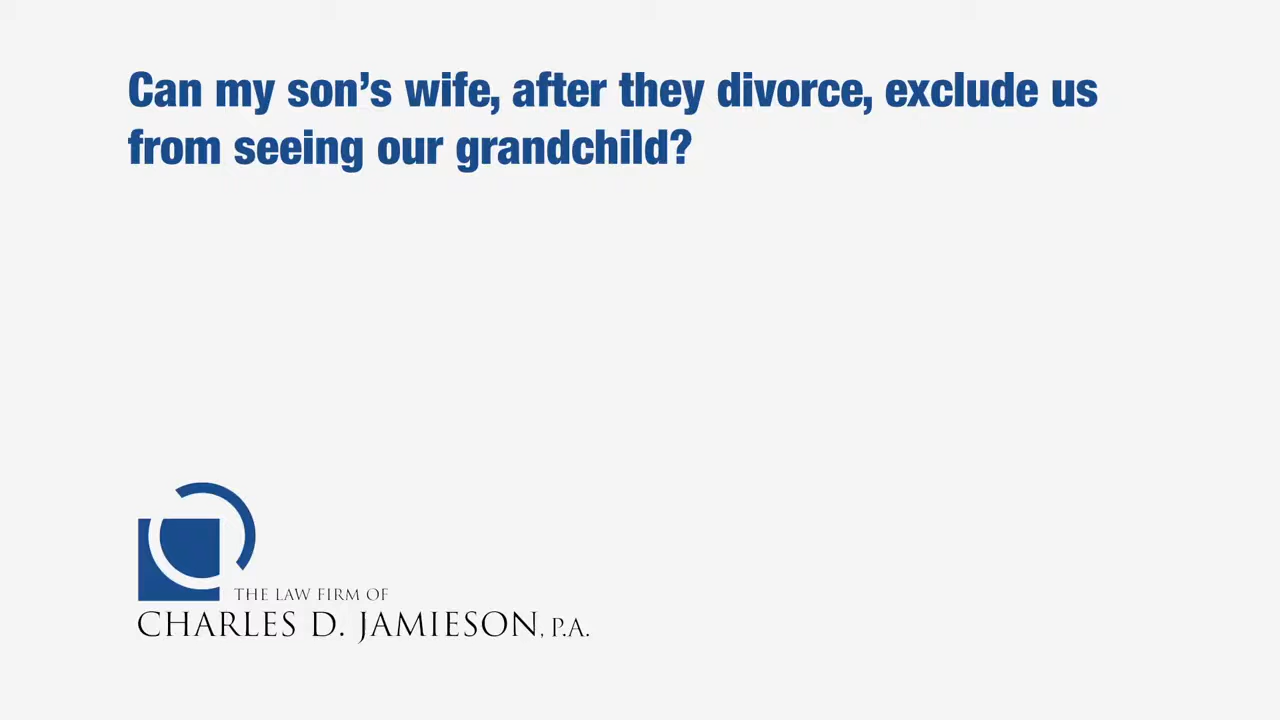 Can my son’s wife, after they divorce, exclude us
from seeing our grandchild?
THE LAW FIRM OF
CHARLES D. JAMIESON, P.A.